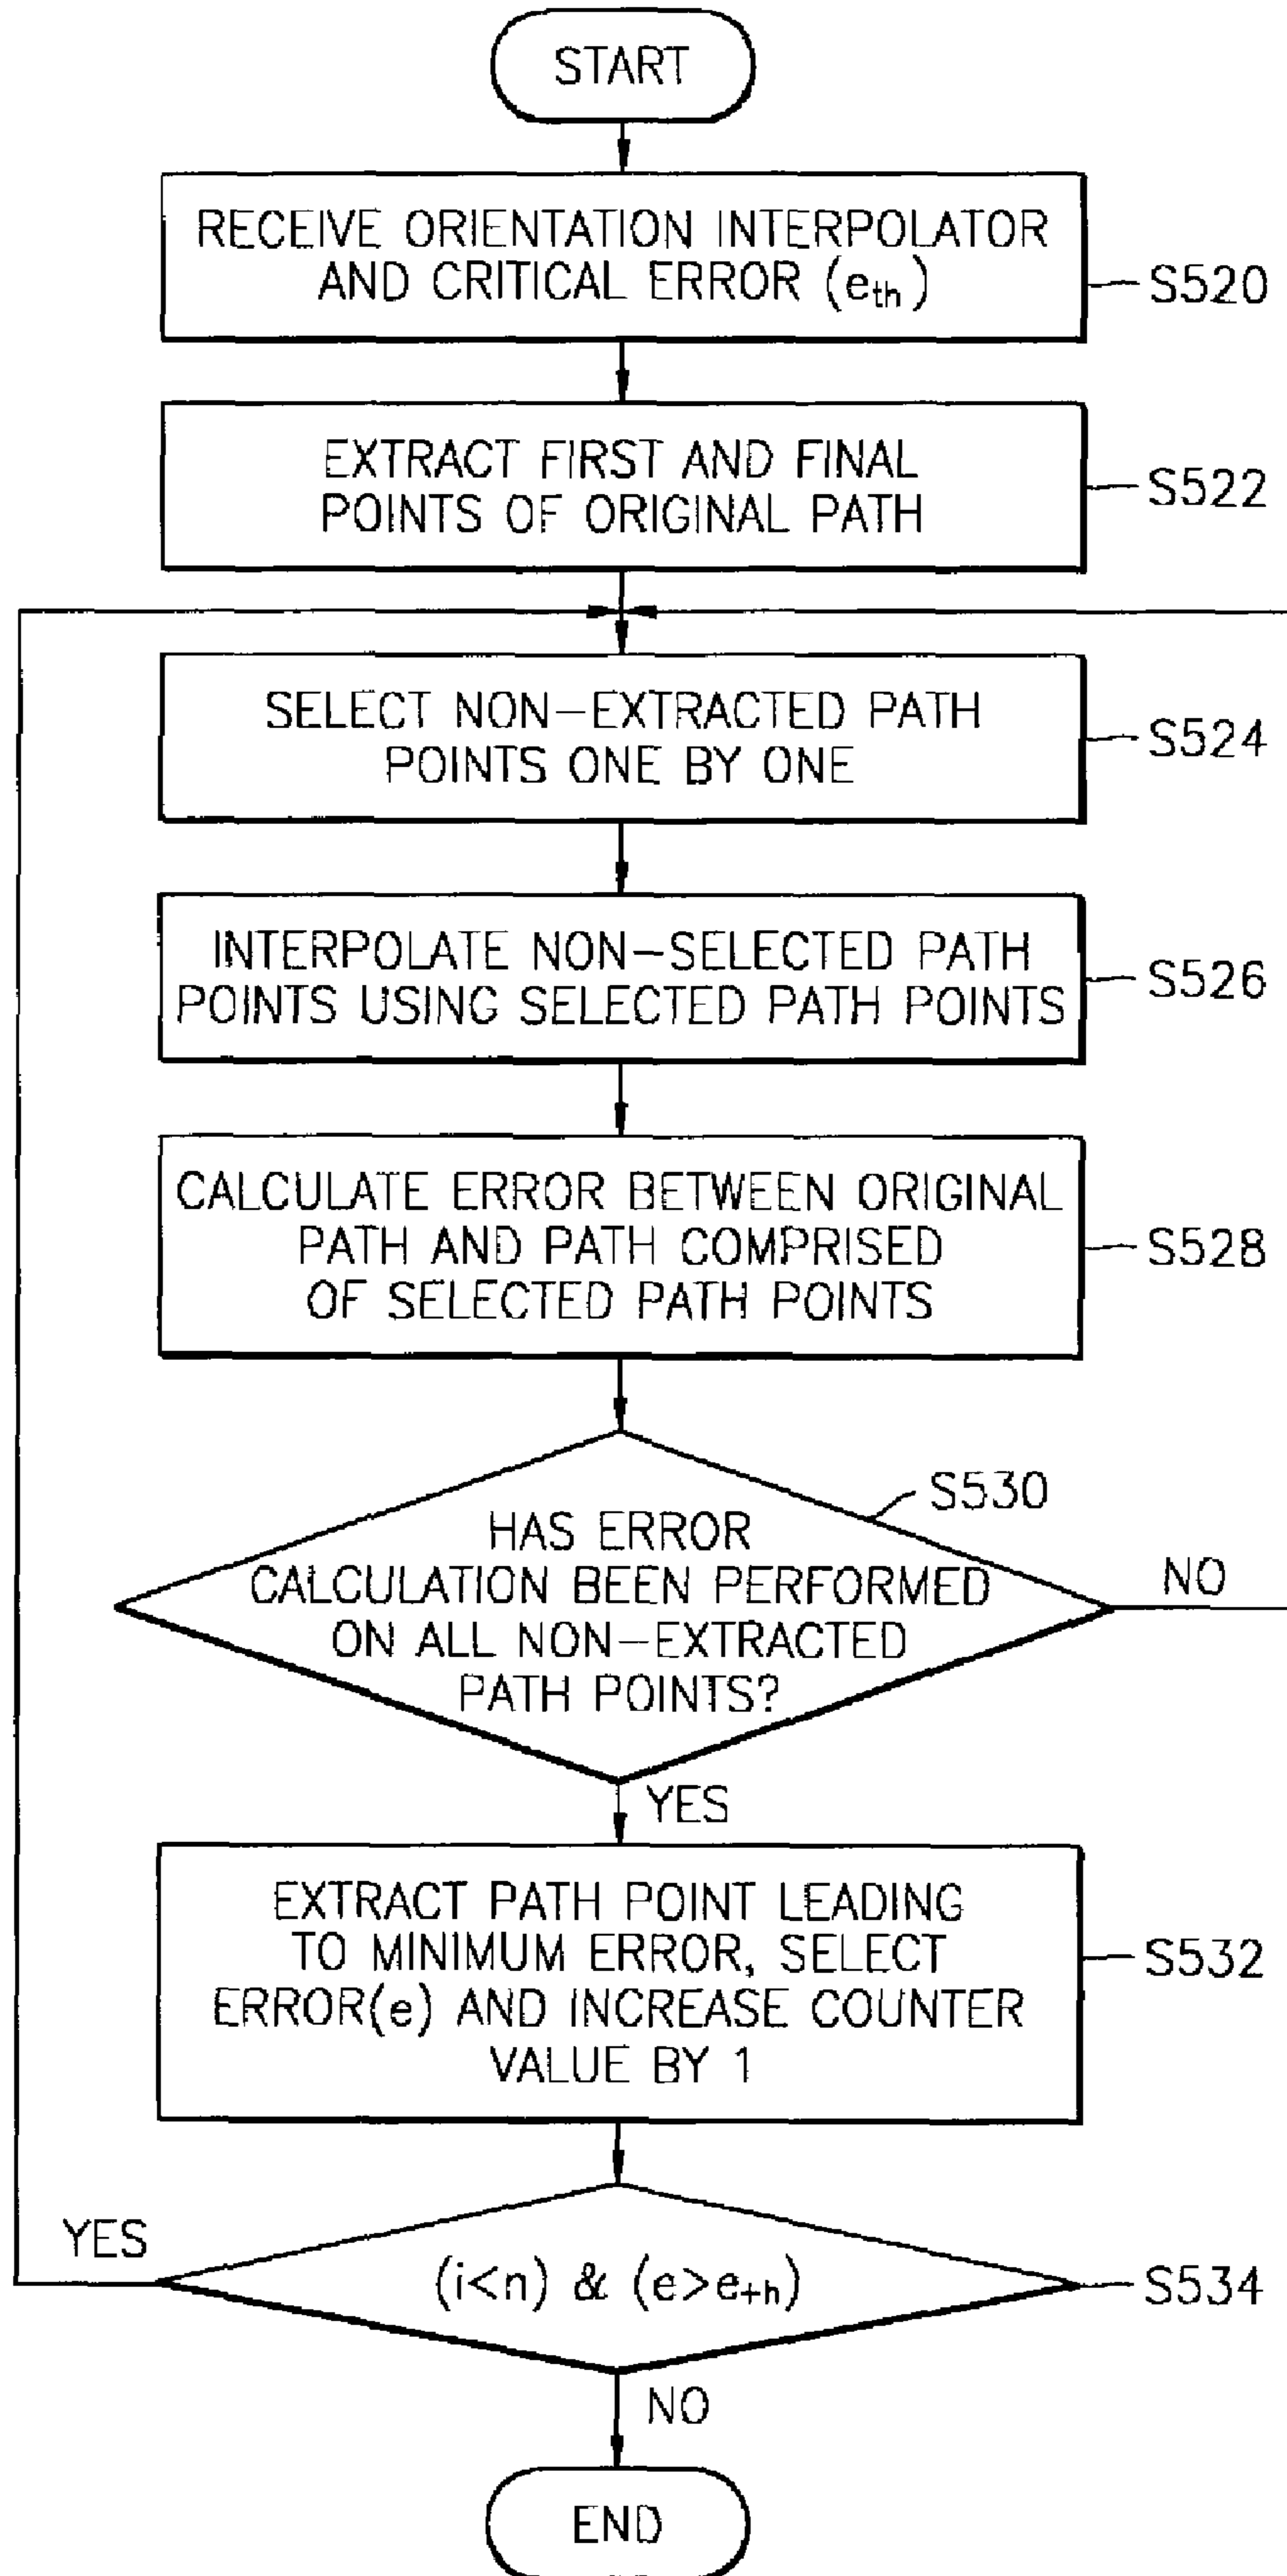 START
RECEIVE ORIENTATION INTERPOLATOR
AND CRITICAL ERROR (eth)
S520
EXTRACT FIRST AND FINAL
POINTS OF ORIGINAL PATH
S522
SELECT NON-EXTRACTED PATH
POINTS ONE BY ONE
S524
INTERPOLATE NON-SELECTED PATH
POINTS USING SELECTED PATH POINTS
S526
CALCULATE ERROR BETWEEN ORIGINAL
PATH AND PATH COMPRISED
OF SELECTED PATH POINTS
S528
S530
HAS ERROR
CALCULATION BEEN PERFORMED
ON ALL NON-EXTRACTED
PATH POINTS?
NO
YES
EXTRACT PATH POINT LEADING
TO MINIMUM ERROR, SELECT
ERROR(e) AND INCREASE COUNTER
VALUE BY 1
S532
YES
(i<n) & (e>eth)
S534
NO
END